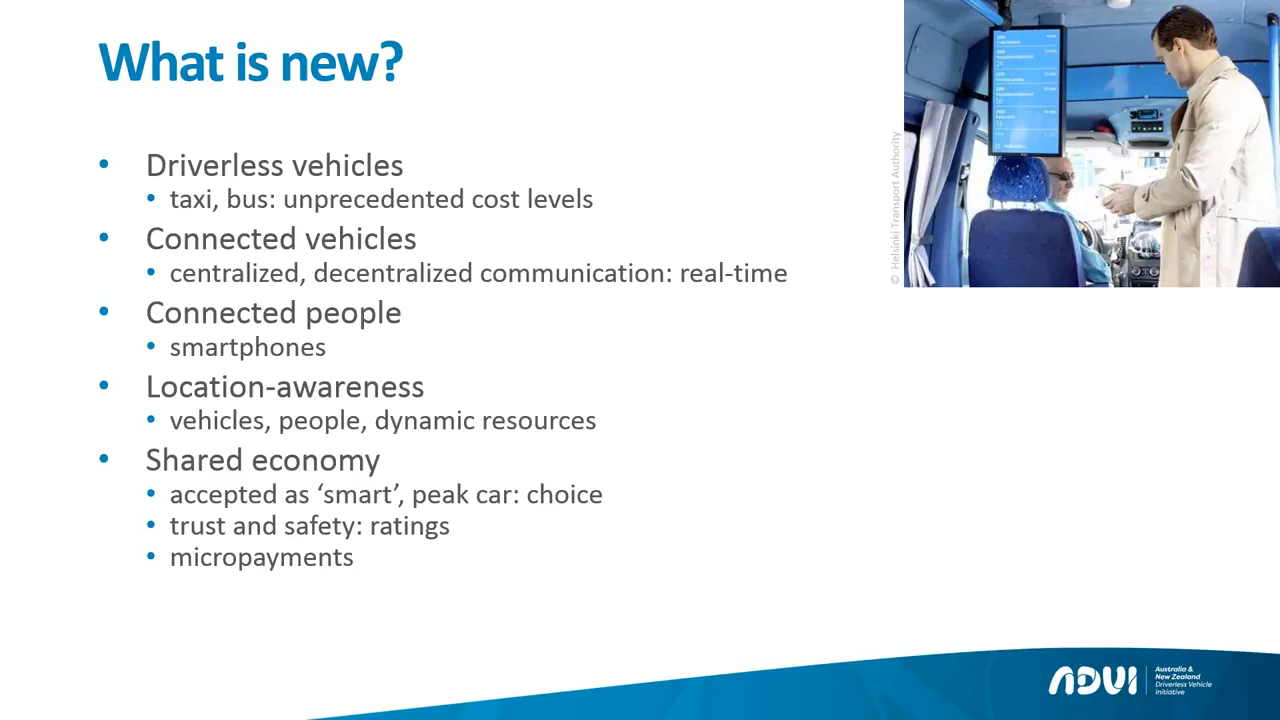 What is new?
• Driverless vehicles
• taxi, bus: unprecedented cost levels
• Connected vehicles
• centralized, decentralized communication: real-time
• Connected people
• smartphones
• Location-awareness
• vehicles, people, dynamic resources
• Shared economy
• accepted as ‘smart’, peak car: choice
• trust and safety: ratings
• micropayments
© Helsinki Transport Authority
ADVI
Australia &
New Zealand
Driverless Vehicle
Initiative